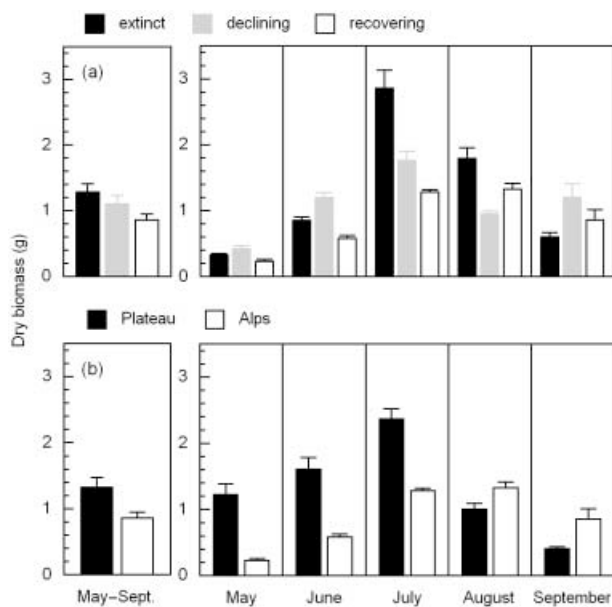 extinct declining recovering
(a)
3
2
1
0
3
2
1
0
Dry biomass (g)
Plateau Alps
(b)
3
2
1
0
3
2
1
0
May–Sept. May June July August September